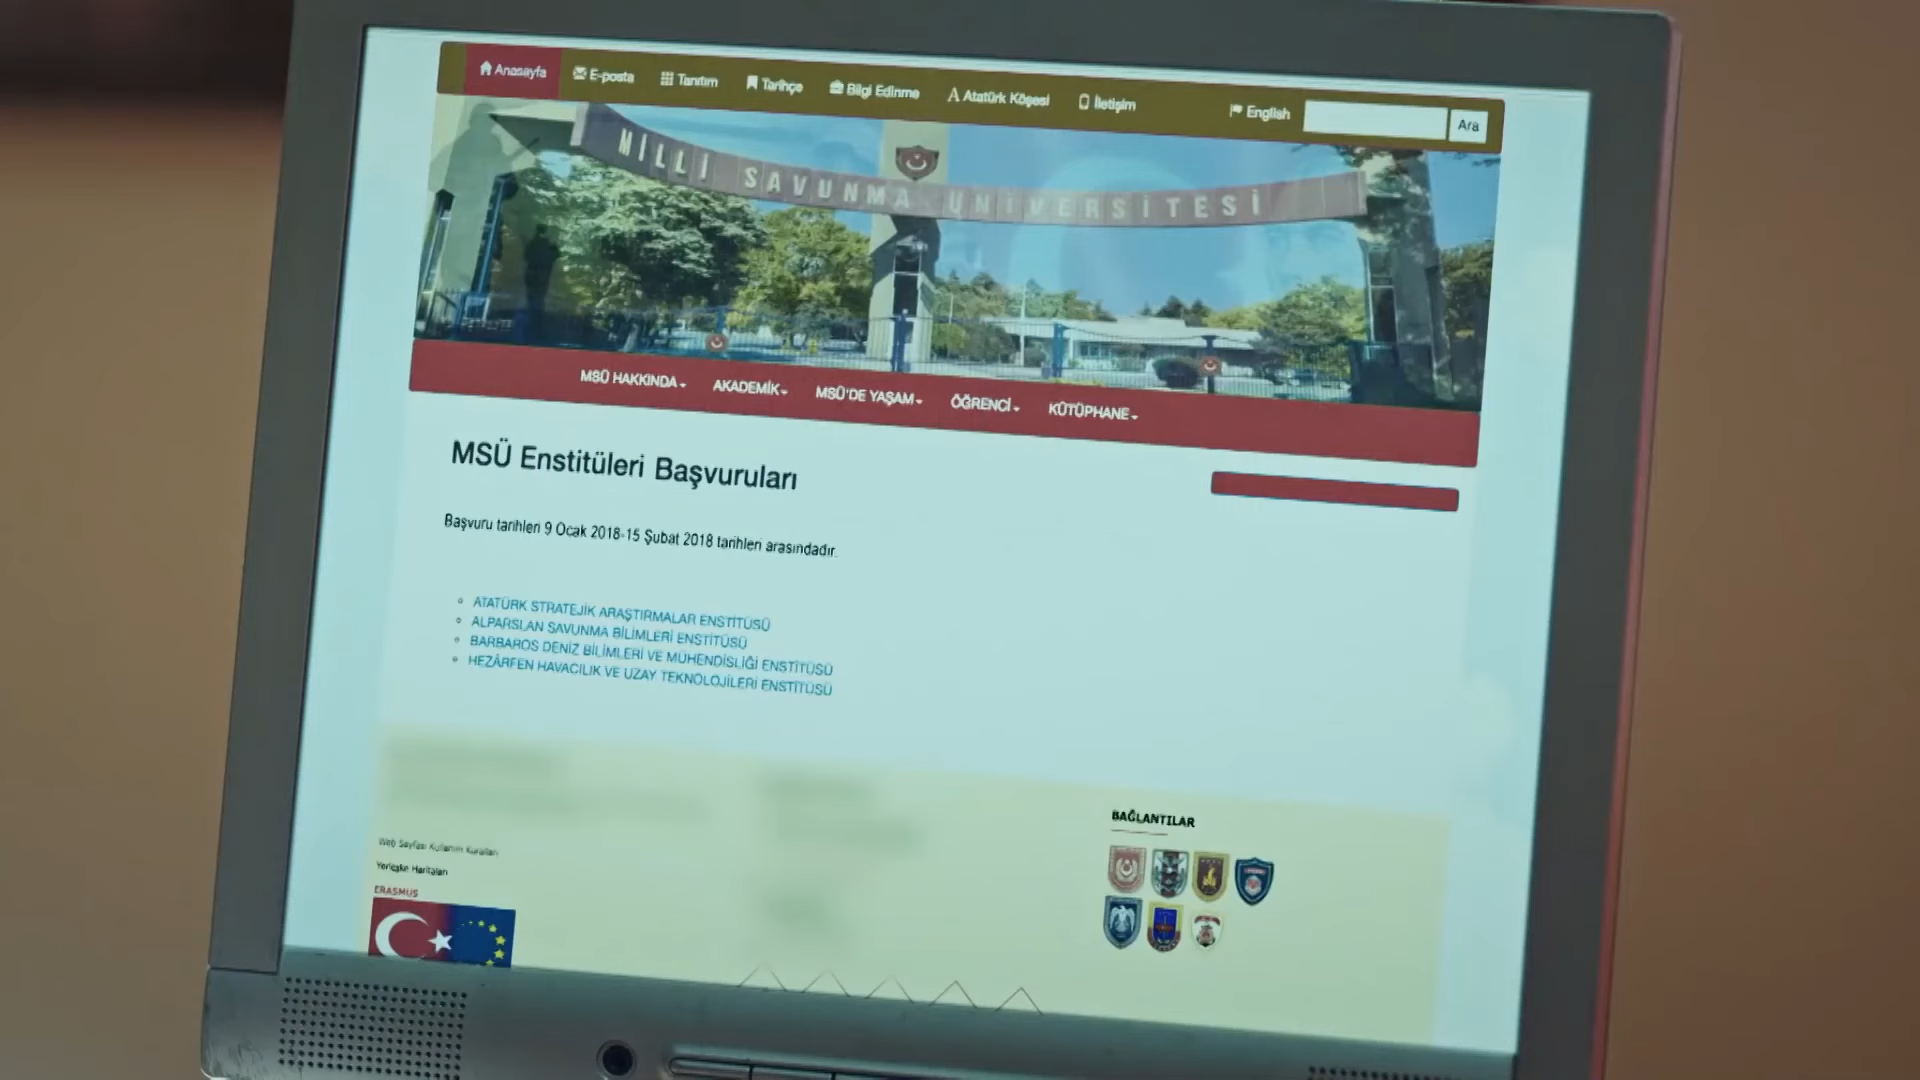 Anasayfa E-posta Tanıtım Tarihçe Bilgi Edinme Atatürk Köşesi İletişim English Ara
MİLLİ SAVUNMA ÜNİVERSİTESİ
MSÜ HAKKINDA AKADEMİK MSÜ'DE YAŞAM ÖĞRENCİ KÜTÜPHANE
MSÜ Enstitüleri Başvuruları
Başvuru tarihleri 9 Ocak 2018-15 Şubat 2018 tarihleri arasındadır.
ATATÜRK STRATEJİK ARAŞTIRMALAR ENSTİTÜSÜ
ALPARSLAN SAVUNMA BİLİMLERİ ENSTİTÜSÜ
BARBAROS DENİZ BİLİMLERİ VE MÜHENDİSLİĞİ ENSTİTÜSÜ
HEZÂRFEN HAVACILIK VE UZAY TEKNOLOJİLERİ ENSTİTÜSÜ
BAĞLANTILAR
Web Sayfası Kullanım Kuralları
Yerleşke Haritaları
ERASMUS